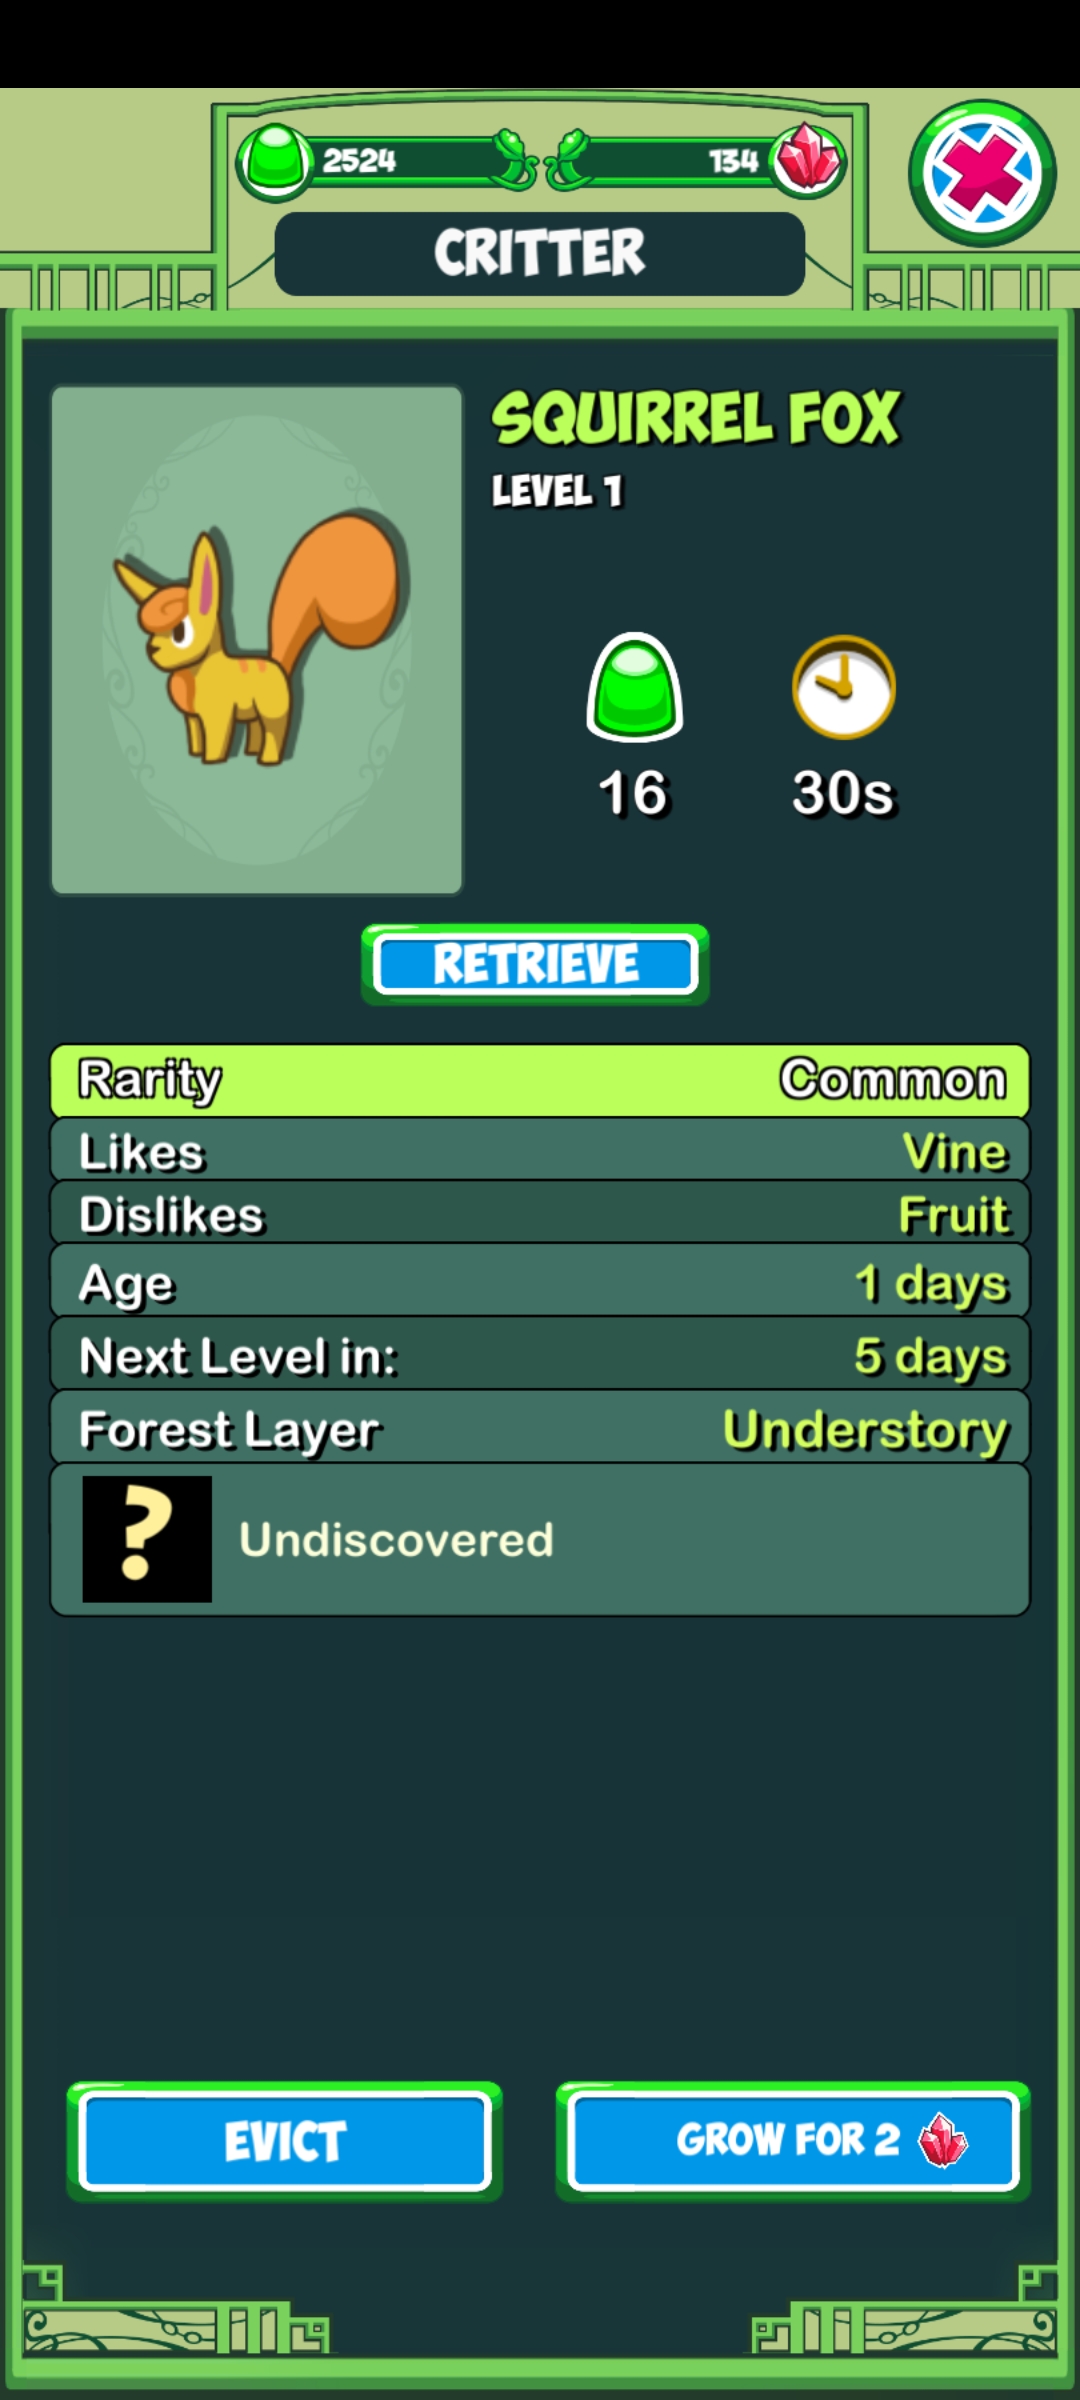 2524
134
CRITTER
SQUIRREL FOX
LEVEL 1
16
30s
RETRIEVE
Rarity Common
Likes Vine
Dislikes Fruit
Age 1 days
Next Level in: 5 days
Forest Layer Understory
? Undiscovered
EVICT
GROW FOR 2